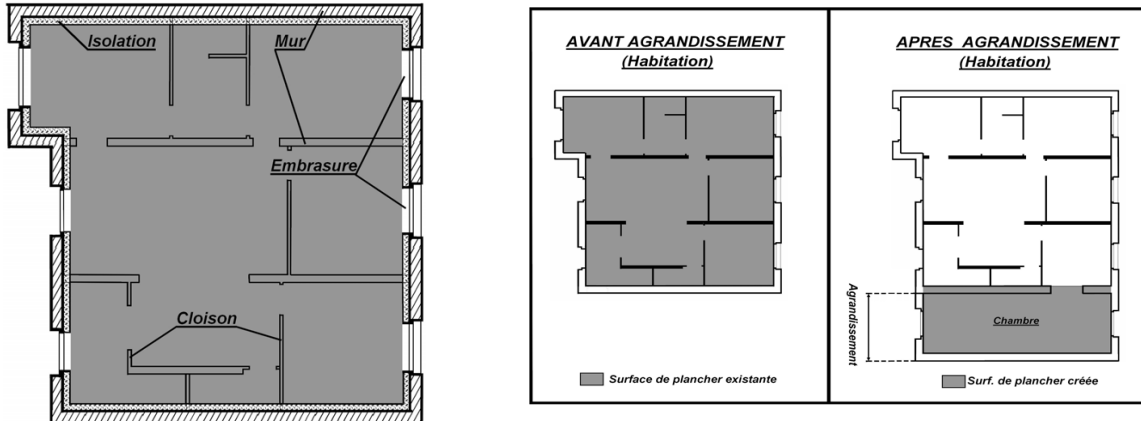 Isolation
Mur
Embrasure
Cloison
AVANT AGRANDISSEMENT
(Habitation)
Surface de plancher existante
APRES AGRANDISSEMENT
(Habitation)
Agrandissement
Chambre
Surf. de plancher créée